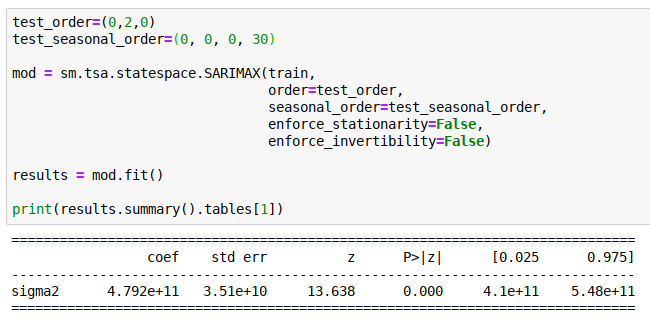 test_order=(0,2,0)
test_seasonal_order=(0, 0, 0, 30)
mod = sm.tsa.statespace.SARIMAX(train,
order=test_order,
seasonal_order=test_seasonal_order,
enforce_stationarity=False,
enforce_invertibility=False)
results = mod.fit()
print(results.summary().tables[1])
==============================================================================
coef    std err          z      P>|z|      [0.025      0.975]
------------------------------------------------------------------------------
sigma2      4.792e+11   3.51e+10     13.638      0.000     4.1e+11    5.48e+11
==============================================================================